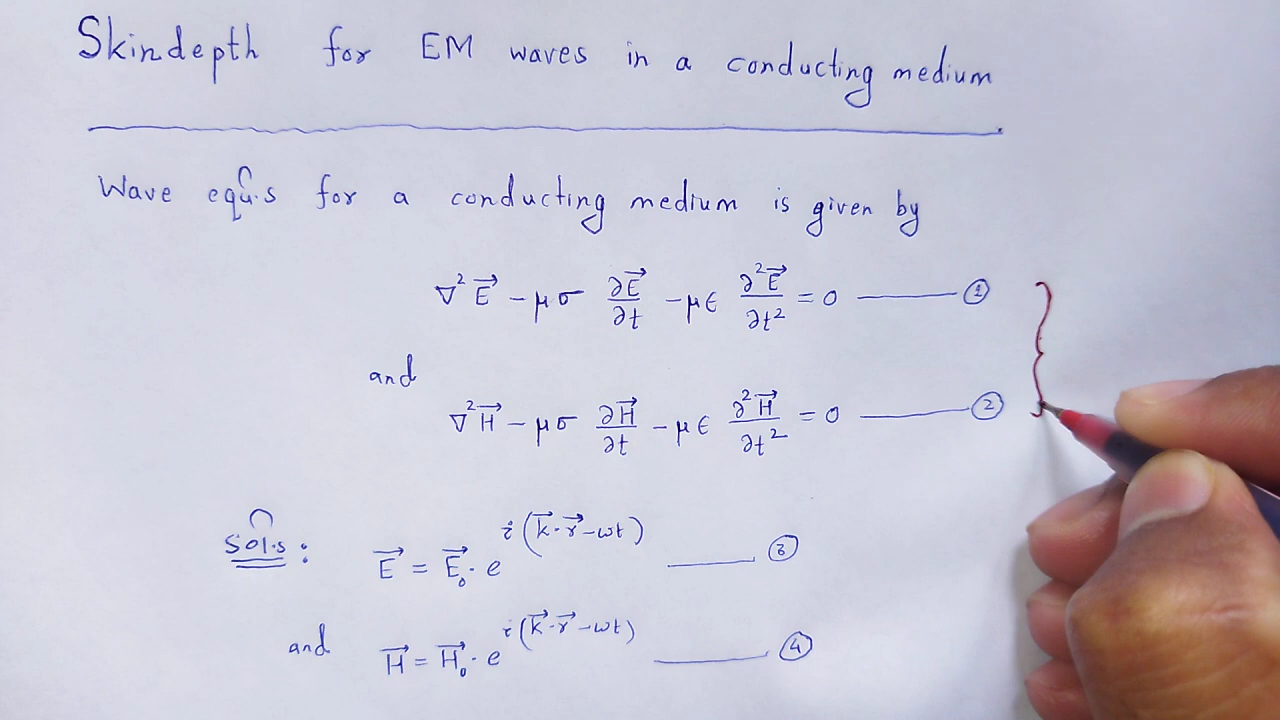 Skindepth for EM waves in a conducting medium
Wave equ.s for a conducting medium is given by
∇²E⃗ – μσ ∂E⃗/∂t – με ∂²E⃗/∂t² = 0 ——— ①
and
∇²H⃗ – μσ ∂H⃗/∂t – με ∂²H⃗/∂t² = 0 ——— ②
Sol.s : E⃗ = E⃗₀ · e^{i(k⃗·r⃗–ωt)} ——— ③
and H⃗ = H⃗₀ · e^{i(k⃗·r⃗–ωt)} ——— ④